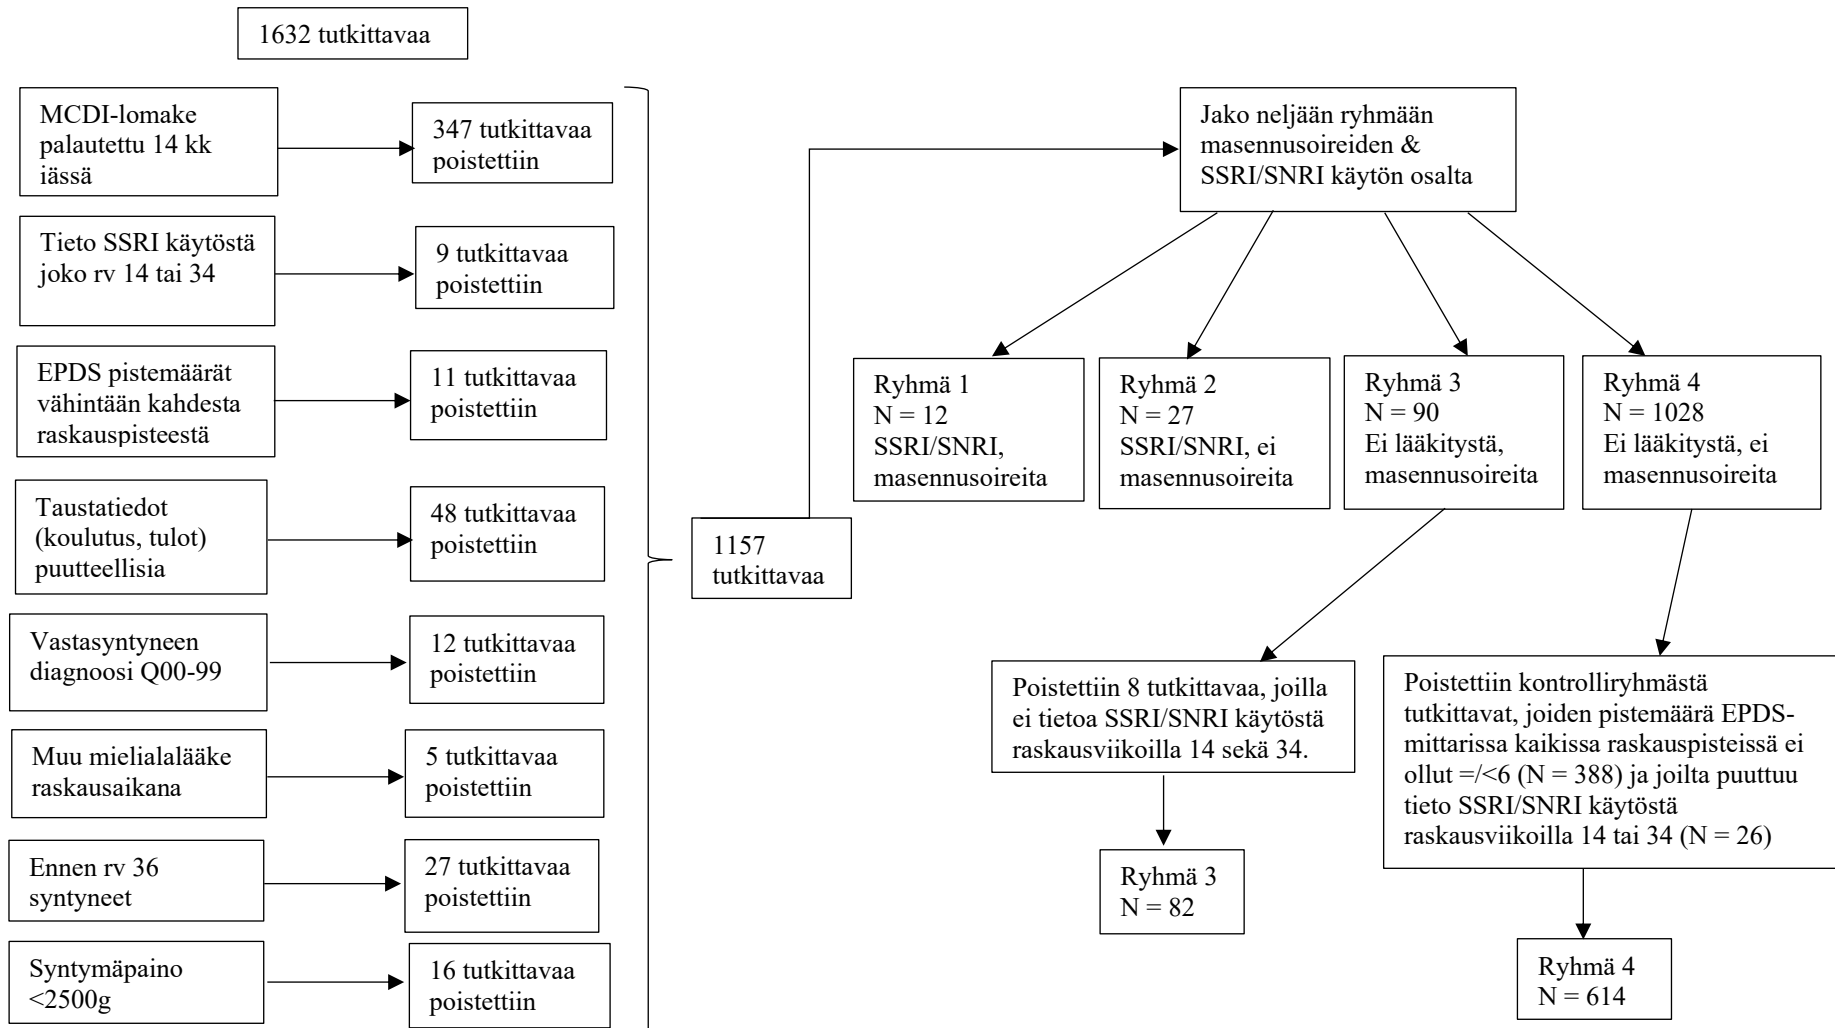 1632 tutkittavaa
MCDI-lomake
palautettu 14 kk
iässä
347 tutkittavaa
poistettiin
Tieto SSRI käytöstä
joko rv 14 tai 34
9 tutkittavaa
poistettiin
EPDS pistemäärät
vähintään kahdesta
raskauspisteestä
11 tutkittavaa
poistettiin
Taustatiedot
(koulutus, tulot)
puutteellisia
48 tutkittavaa
poistettiin
Vastasyntyneen
diagnoosi Q00-99
12 tutkittavaa
poistettiin
Muu mielialalääke
raskausaikana
5 tutkittavaa
poistettiin
Ennen rv 36
syntyneet
27 tutkittavaa
poistettiin
Syntymäpaino
<2500g
16 tutkittavaa
poistettiin
1157
tutkittavaa
Jako neljään ryhmään
masennusoireiden &
SSRI/SNRI käytön osalta
Ryhmä 1
N = 12
SSRI/SNRI,
masennusoireita
Ryhmä 2
N = 27
SSRI/SNRI, ei
masennusoireita
Ryhmä 3
N = 90
Ei lääkitystä,
masennusoireita
Ryhmä 4
N = 1028
Ei lääkitystä, ei
masennusoireita
Poistettiin 8 tutkittavaa, joilla
ei tietoa SSRI/SNRI käytöstä
raskausviikoilla 14 sekä 34.
Poistettiin kontrolliryhmästä
tutkittavat, joiden pistemäärä EPDS-
mittarissa kaikissa raskauspisteissä ei
ollut =/<6 (N = 388) ja joilta puuttuu
tieto SSRI/SNRI käytöstä
raskausviikoilla 14 tai 34 (N = 26)
Ryhmä 3
N = 82
Ryhmä 4
N = 614